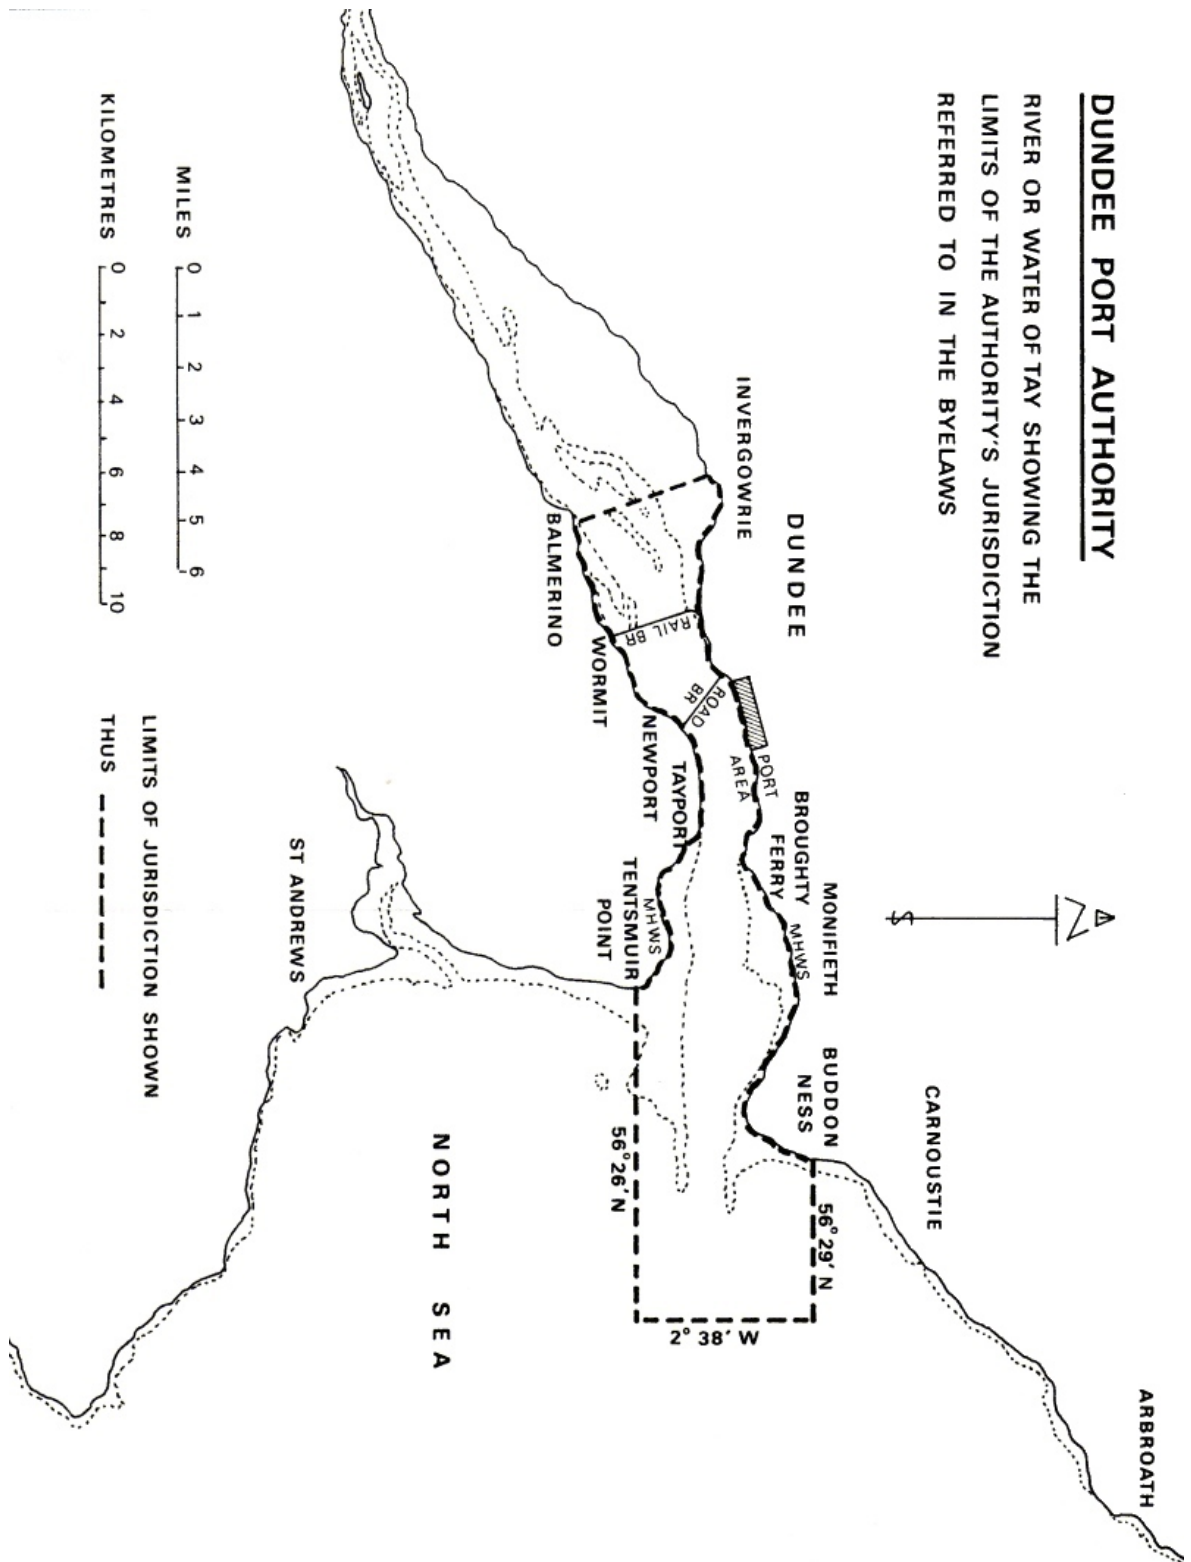 DUNDEE PORT AUTHORITY
RIVER OR WATER OF TAY SHOWING THE
LIMITS OF THE AUTHORITY'S JURISDICTION
REFERRED TO IN THE BYELAWS
N
S
ARBROATH
CARNOUSTIE
BUDDON
NESS
MONIFIETH
MHWS
BROUGHTY
FERRY
DUNDEE
PORT
AREA
INVERGOWRIE
RAIL BR
ROAD
BR
56° 29' N
2° 38' W
56° 26' N
TAYPORT
TENTSMUIR
POINT
MHWS
NEWPORT
WORMIT
BALMERINO
NORTH SEA
ST ANDREWS
MILES 0 1 2 3 4 5 6
KILOMETRES 0 2 4 6 8 10
LIMITS OF JURISDICTION SHOWN
THUS